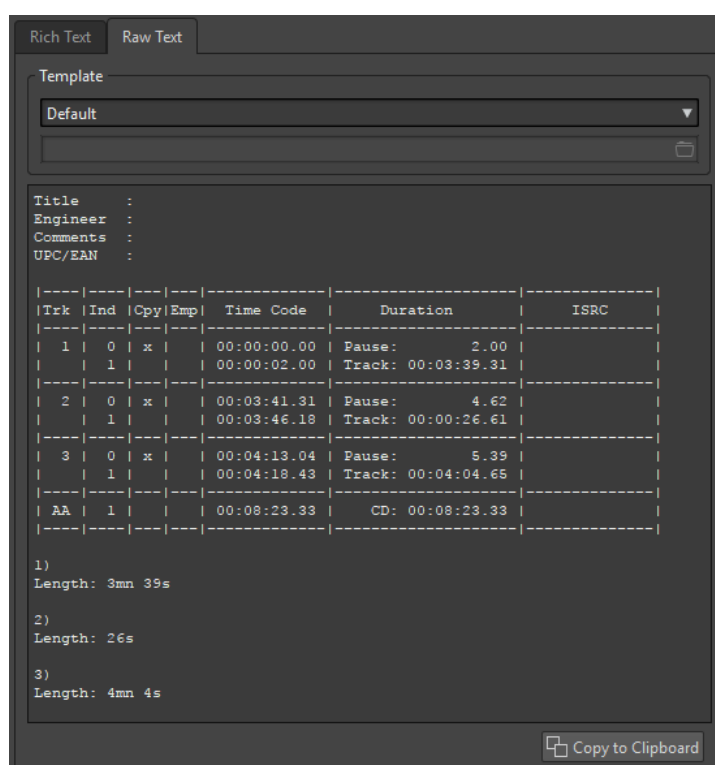 Rich Text Raw Text
Template
Default
Title      :
Engineer   :
Comments   :
UPC/EAN    :
|----|----|---|---|-------------|---------------------|--------------|
|Trk |Ind |Cpy|Emp|  Time Code  |      Duration       |     ISRC     |
|----|----|---|---|-------------|---------------------|--------------|
|  1 |  0 | x |   | 00:00:00.00 | Pause:        2.00 |              |
|    |  1 |   |   | 00:00:02.00 | Track: 00:03:39.31 |              |
|----|----|---|---|-------------|---------------------|--------------|
|  2 |  0 | x |   | 00:03:41.31 | Pause:        4.62 |              |
|    |  1 |   |   | 00:03:46.18 | Track: 00:00:26.61 |              |
|----|----|---|---|-------------|---------------------|--------------|
|  3 |  0 | x |   | 00:04:13.04 | Pause:        5.39 |              |
|    |  1 |   |   | 00:04:18.43 | Track: 00:04:04.65 |              |
|----|----|---|---|-------------|---------------------|--------------|
| AA |  1 |   |   | 00:08:23.33 |    CD: 00:08:23.33 |              |
|----|----|---|---|-------------|---------------------|--------------|
1)
Length: 3mn 39s
2)
Length: 26s
3)
Length: 4mn 4s
Copy to Clipboard